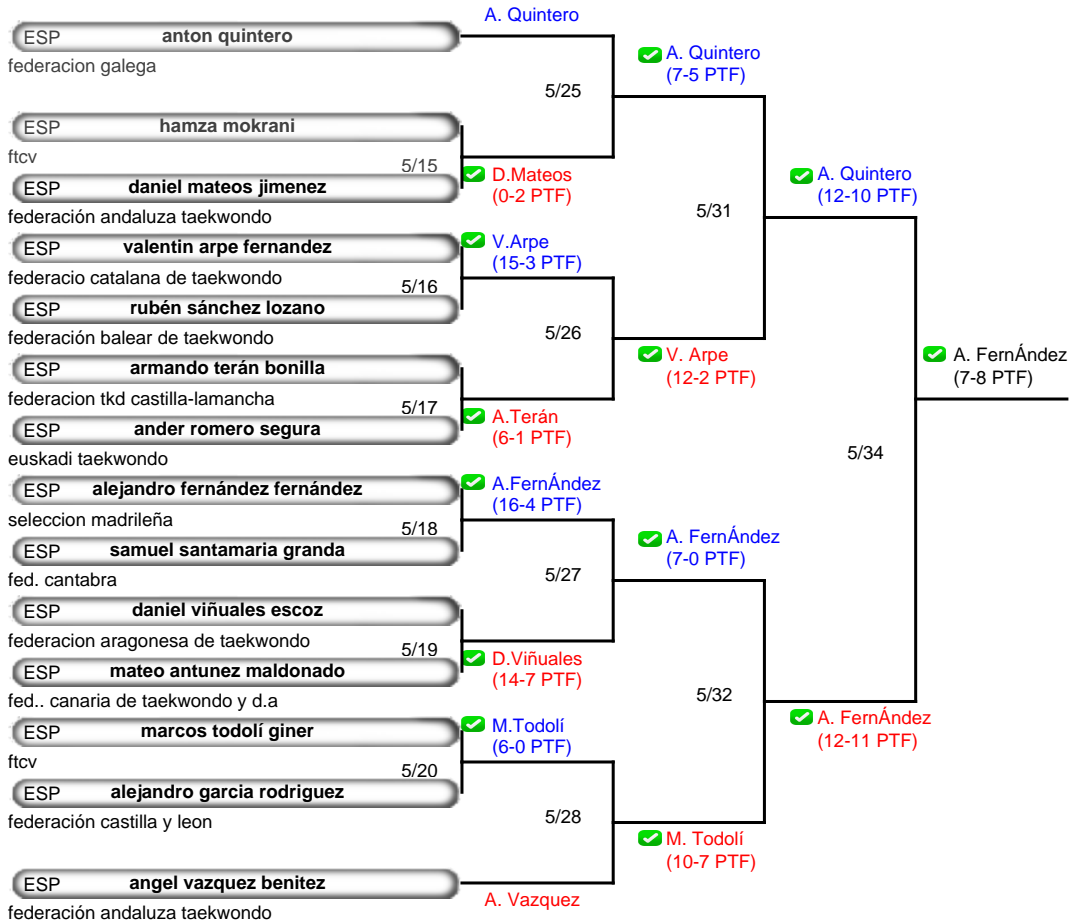 A. Quintero
ESP anton quintero
federacion galega
A. Quintero
(7-5 PTF)
5/25
ESP hamza mokrani
ftcv
5/15
D.Mateos
(0-2 PTF)
ESP daniel mateos jimenez
federación andaluza taekwondo
A. Quintero
(12-10 PTF)
5/31
ESP valentin arpe fernandez
V.Arpe
(15-3 PTF)
federacio catalana de taekwondo
5/16
ESP rubén sánchez lozano
federación balear de taekwondo
5/26
V. Arpe
(12-2 PTF)
ESP armando terán bonilla
federacion tkd castilla-lamancha
5/17
A.Terán
(6-1 PTF)
ESP ander romero segura
euskadi taekwondo
A. FernÁndez
(7-8 PTF)
5/34
ESP alejandro fernández fernández
A.FernÁndez
(16-4 PTF)
seleccion madrileña
5/18
ESP samuel santamaria granda
fed. cantabra
A. FernÁndez
(7-0 PTF)
5/27
ESP daniel viñuales escoz
federacion aragonesa de taekwondo
5/19
D.Viñuales
(14-7 PTF)
ESP mateo antunez maldonado
fed.. canaria de taekwondo y d.a
5/32
A. FernÁndez
(12-11 PTF)
ESP marcos todolí giner
M.Todolí
(6-0 PTF)
ftcv
5/20
ESP alejandro garcia rodriguez
federación castilla y leon
5/28
M. Todolí
(10-7 PTF)
ESP angel vazquez benitez
A. Vazquez
federación andaluza taekwondo